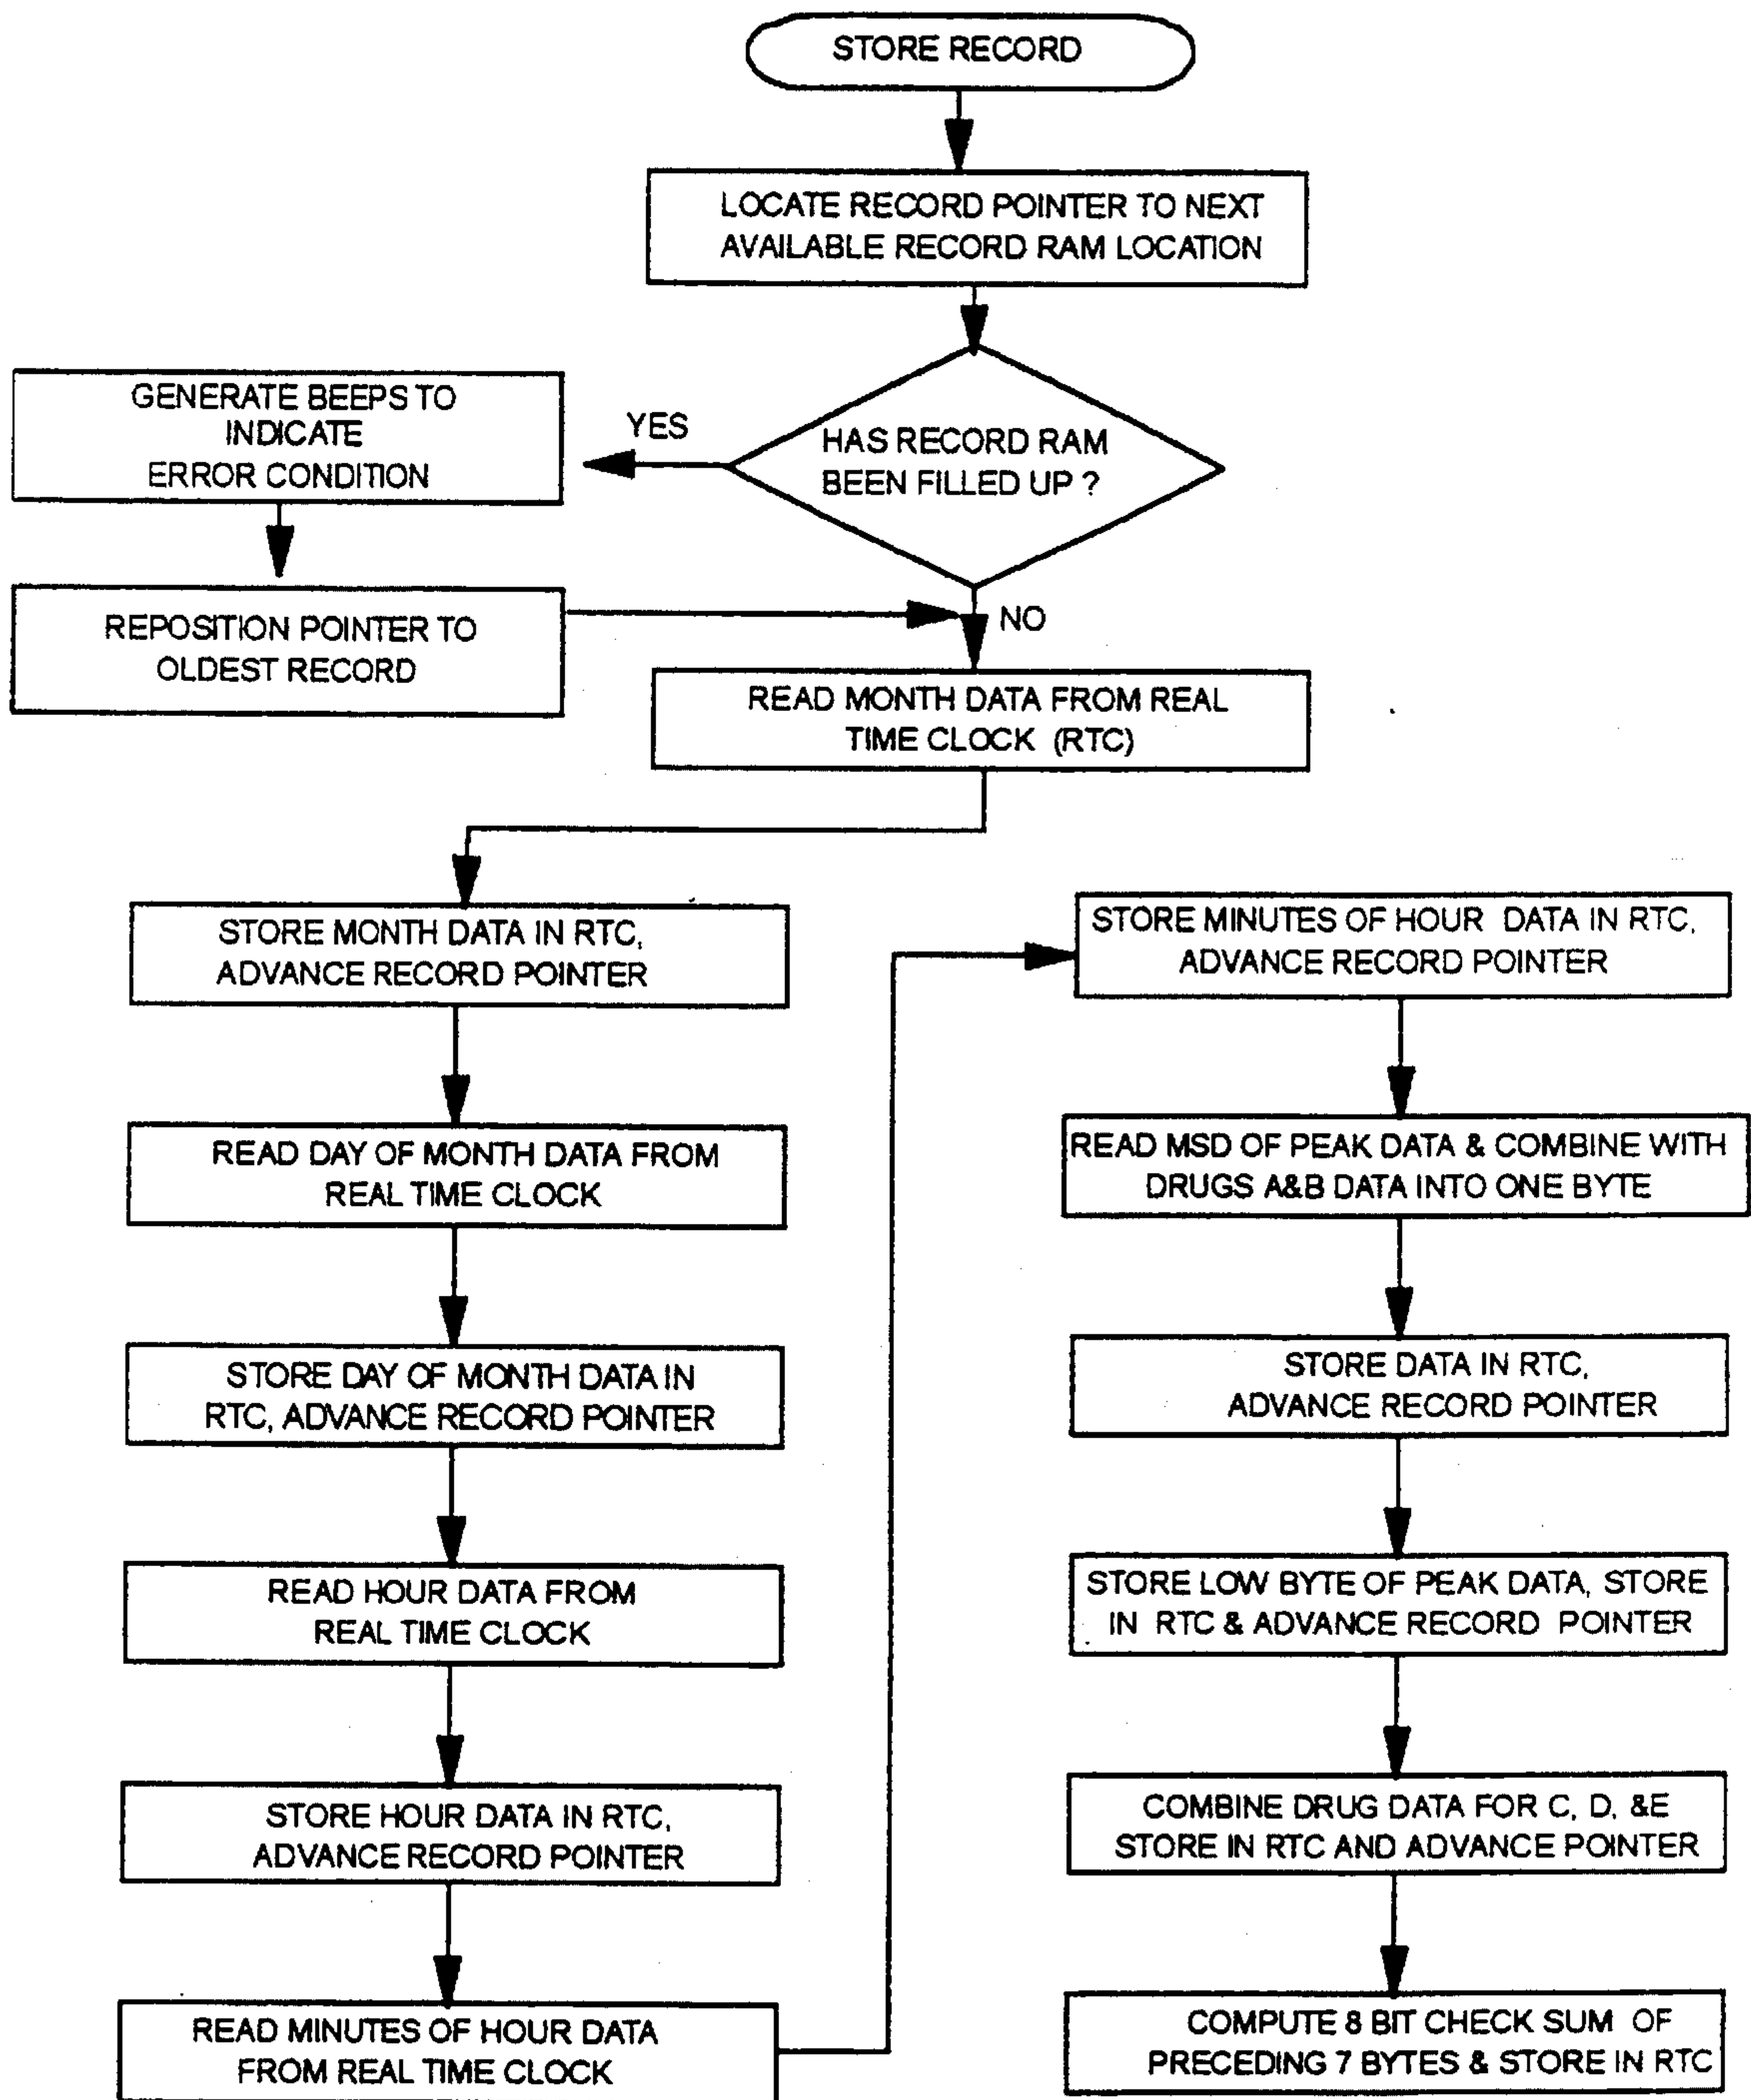 STORE RECORD
LOCATE RECORD POINTER TO NEXT
AVAILABLE RECORD RAM LOCATION
HAS RECORD RAM
BEEN FILLED UP ?
YES
GENERATE BEEPS TO
INDICATE
ERROR CONDITION
REPOSITION POINTER TO
OLDEST RECORD
NO
READ MONTH DATA FROM REAL
TIME CLOCK (RTC)
STORE MONTH DATA IN RTC,
ADVANCE RECORD POINTER
READ DAY OF MONTH DATA FROM
REAL TIME CLOCK
STORE DAY OF MONTH DATA IN
RTC, ADVANCE RECORD POINTER
READ HOUR DATA FROM
REAL TIME CLOCK
STORE HOUR DATA IN RTC,
ADVANCE RECORD POINTER
READ MINUTES OF HOUR DATA
FROM REAL TIME CLOCK
STORE MINUTES OF HOUR DATA IN RTC,
ADVANCE RECORD POINTER
READ MSD OF PEAK DATA & COMBINE WITH
DRUGS A&B DATA INTO ONE BYTE
STORE DATA IN RTC,
ADVANCE RECORD POINTER
STORE LOW BYTE OF PEAK DATA, STORE
IN RTC & ADVANCE RECORD POINTER
COMBINE DRUG DATA FOR C, D, &E
STORE IN RTC AND ADVANCE POINTER
COMPUTE 8 BIT CHECK SUM OF
PRECEDING 7 BYTES & STORE IN RTC